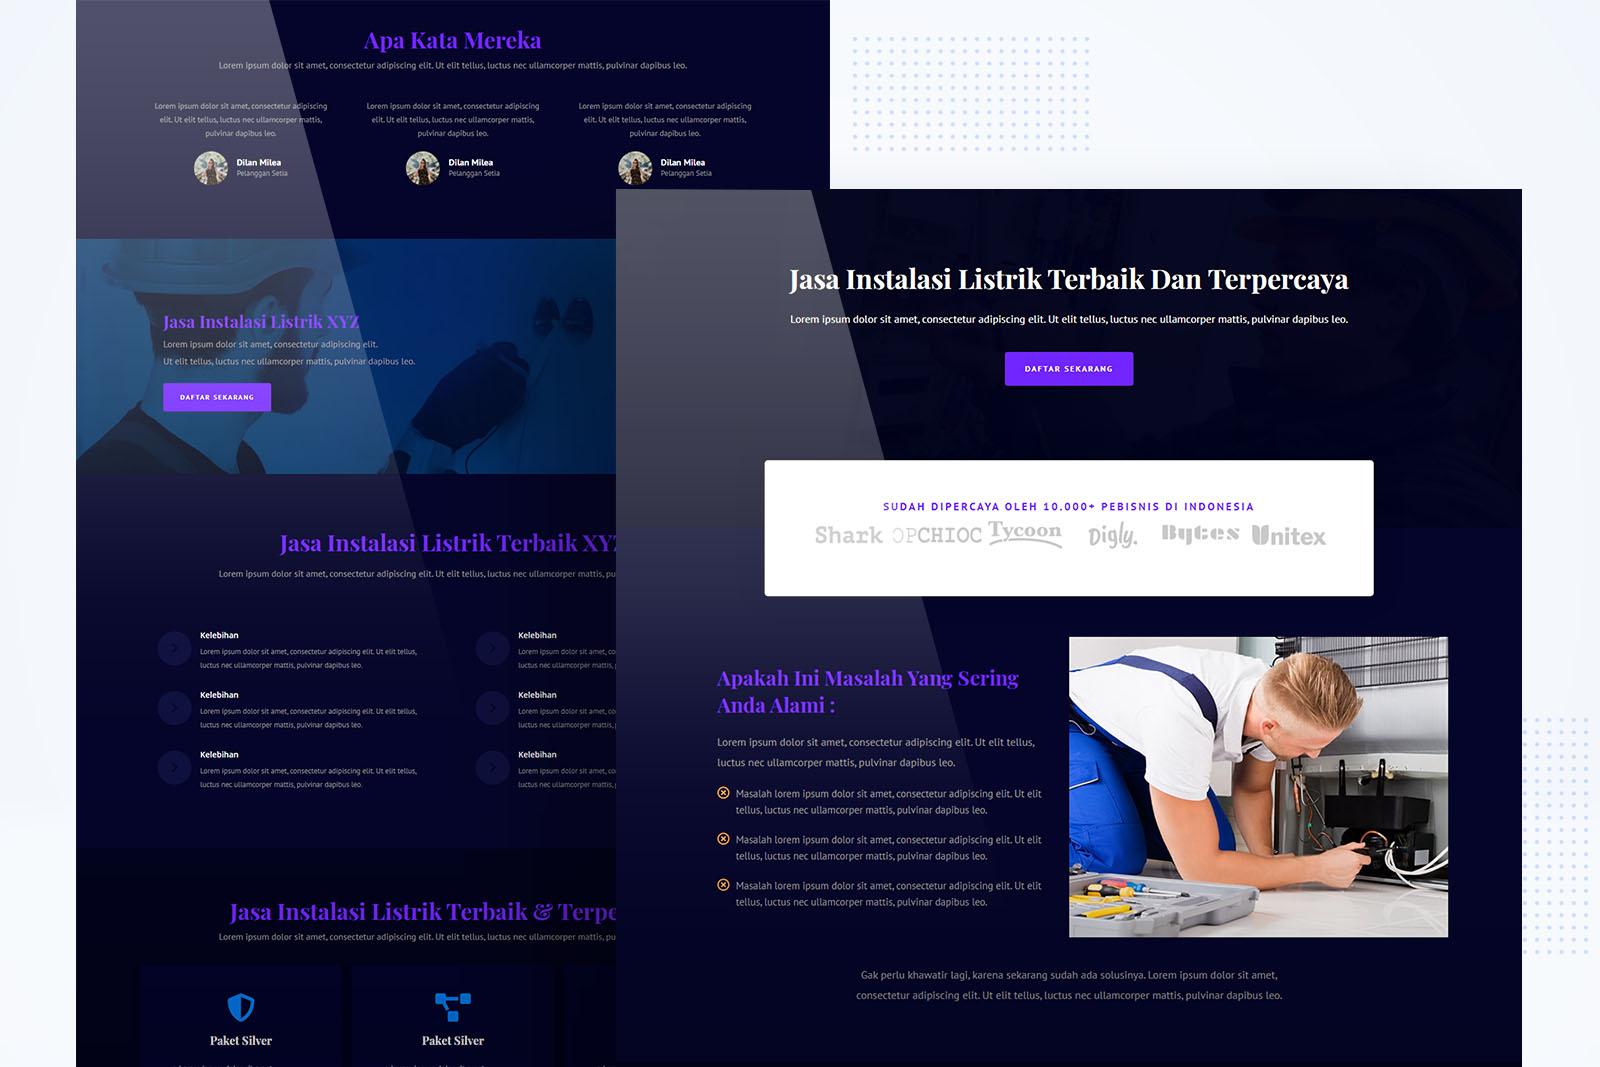 Apa Kata Mereka
Lorem ipsum dolor sit amet, consectetur adipiscing elit. Ut elit tellus, luctus nec ullamcorper mattis, pulvinar dapibus leo.
Lorem ipsum dolor sit amet, consectetur adipiscing
elit. Ut elit tellus, luctus nec ullamcorper mattis,
pulvinar dapibus leo.
Dilan Milea
Pelanggan Setia
Lorem ipsum dolor sit amet, consectetur adipiscing
elit. Ut elit tellus, luctus nec ullamcorper mattis,
pulvinar dapibus leo.
Dilan Milea
Pelanggan Setia
Lorem ipsum dolor sit amet, consectetur adipiscing
elit. Ut elit tellus, luctus nec ullamcorper mattis,
pulvinar dapibus leo.
Dilan Milea
Pelanggan Setia
Jasa Instalasi Listrik XYZ
Lorem ipsum dolor sit amet, consectetur adipiscing elit.
Ut elit tellus, luctus nec ullamcorper mattis, pulvinar dapibus leo.
DAFTAR SEKARANG
Jasa Instalasi Listrik Terbaik XYZ
Lorem ipsum dolor sit amet, consectetur adipiscing elit. Ut elit tellus, luctus nec ullamcorper mattis, pu
Kelebihan
Lorem ipsum dolor sit amet, consectetur adipiscing elit. Ut elit tellus,
luctus nec ullamcorper mattis, pulvinar dapibus leo.
Kelebihan
Lorem ipsum dolor sit amet, consectetur adipiscing elit. Ut elit tellus,
luctus nec ullamcorper mattis, pulvinar dapibus leo.
Kelebihan
Lorem ipsum dolor sit amet, consectetur adipiscing elit. Ut elit tellus,
luctus nec ullamcorper mattis, pulvinar dapibus leo.
Kelebihan
Lorem ipsum dolor sit amet, co
luctus nec ullamcorper mattis, p
Kelebihan
Lorem ipsum dolor sit amet, co
luctus nec ullamcorper mattis, p
Kelebihan
Lorem ipsum dolor sit amet, co
luctus nec ullamcorper mattis, p
Jasa Instalasi Listrik Terbaik & Terpe
Lorem ipsum dolor sit amet, consectetur adipiscing elit. Ut elit tellus, luctus nec ullamcorper mattis, pu
Paket Silver
Paket Silver
Jasa Instalasi Listrik Terbaik Dan Terpercaya
Lorem ipsum dolor sit amet, consectetur adipiscing elit. Ut elit tellus, luctus nec ullamcorper mattis, pulvinar dapibus leo.
DAFTAR SEKARANG
SUDAH DIPERCAYA OLEH 10.000+ PEBISNIS DI INDONESIA
Shark OPCHIOC Tycoon Digly. Bytes Unitex
Apakah Ini Masalah Yang Sering
Anda Alami :
Lorem ipsum dolor sit amet, consectetur adipiscing elit. Ut elit tellus,
luctus nec ullamcorper mattis, pulvinar dapibus leo.
Masalah lorem ipsum dolor sit amet, consectetur adipiscing elit. Ut elit
tellus, luctus nec ullamcorper mattis, pulvinar dapibus leo.
Masalah lorem ipsum dolor sit amet, consectetur adipiscing elit. Ut elit
tellus, luctus nec ullamcorper mattis, pulvinar dapibus leo.
Masalah lorem ipsum dolor sit amet, consectetur adipiscing elit. Ut elit
tellus, luctus nec ullamcorper mattis, pulvinar dapibus leo.
Gak perlu khawatir lagi, karena sekarang sudah ada solusinya. Lorem ipsum dolor sit amet,
consectetur adipiscing elit. Ut elit tellus, luctus nec ullamcorper mattis, pulvinar dapibus leo.